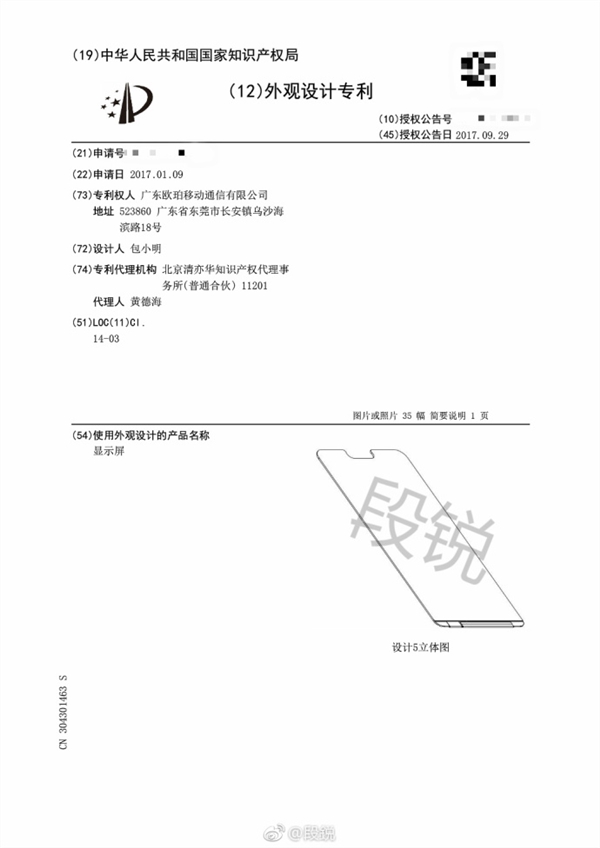 (19)中华人民共和国国家知识产权局
(12)外观设计专利
(10)授权公告号
(45)授权公告日 2017.09.29
(21)申请号
(22)申请日 2017.01.09
(73)专利权人 广东欧珀移动通信有限公司
地址 523860 广东省东莞市长安镇乌沙海
滨路18号
(72)设计人 包小明
(74)专利代理机构 北京清亦华知识产权代理事
务所(普通合伙) 11201
代理人 黄德海
(51)LOC(11)Cl.
14-03
图片或照片 35 幅 简要说明 1 页
(54)使用外观设计的产品名称
显示屏
段锐
设计5立体图
CN 304301463 S
@段锐